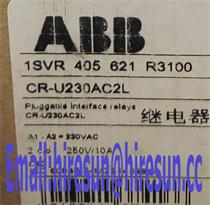 ABB
1SVR 405 621 R3100
CR-U230AC2L
Pluggable interface relays
CR-U230AC2L
继电器
A1 - A2 = 230VAC
2 c/o 250V/10A
Email:hiresun@hiresun.cc